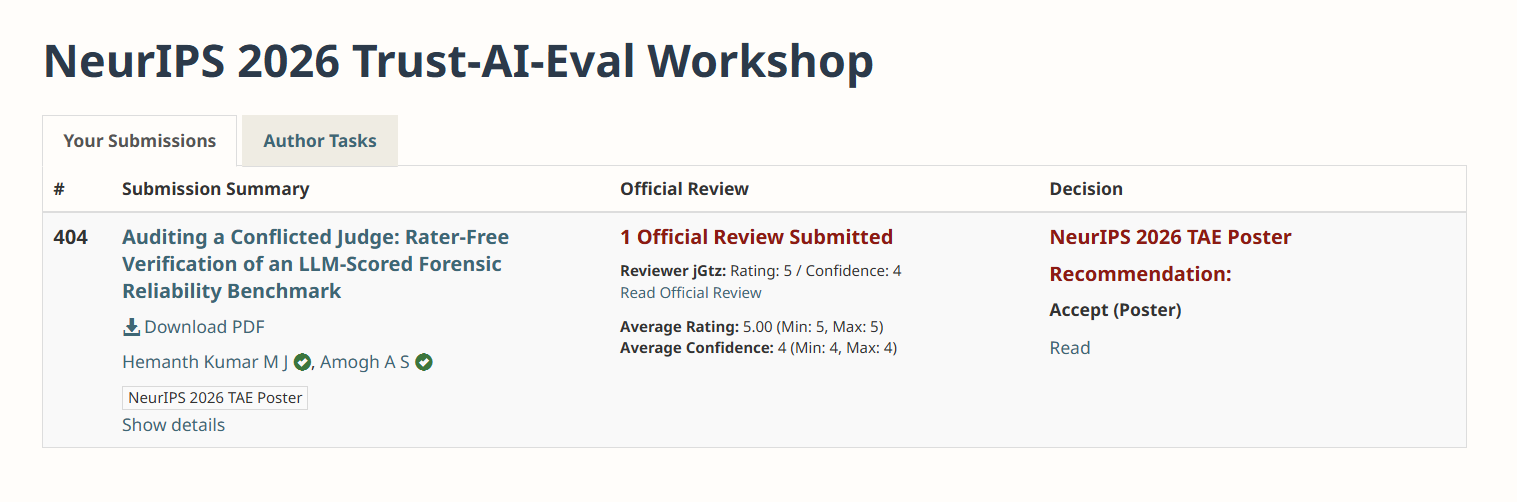 NeurIPS 2026 Trust-AI-Eval Workshop
Your Submissions
Author Tasks
#
Submission Summary
Official Review
Decision
404
Auditing a Conflicted Judge: Rater-Free
Verification of an LLM-Scored Forensic
Reliability Benchmark
Download PDF
Hemanth Kumar M J, Amogh A S
NeurIPS 2026 TAE Poster
Show details
1 Official Review Submitted
Reviewer jGtz: Rating: 5 / Confidence: 4
Read Official Review
Average Rating: 5.00 (Min: 5, Max: 5)
Average Confidence: 4 (Min: 4, Max: 4)
NeurIPS 2026 TAE Poster
Recommendation:
Accept (Poster)
Read